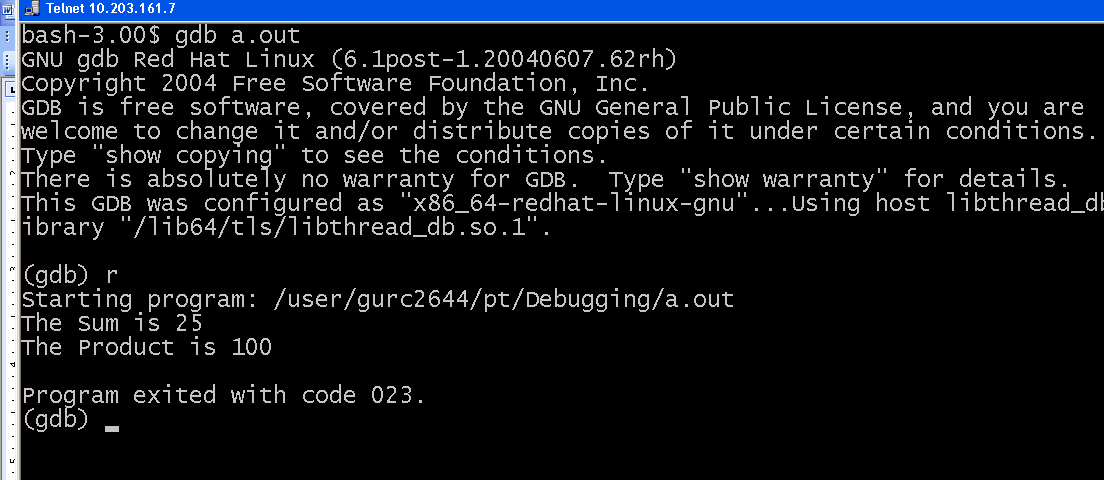 Telnet 10.203.161.7
bash-3.00$ gdb a.out
GNU gdb Red Hat Linux (6.1post-1.20040607.62rh)
Copyright 2004 Free Software Foundation, Inc.
GDB is free software, covered by the GNU General Public License, and you are
welcome to change it and/or distribute copies of it under certain conditions.
Type "show copying" to see the conditions.
There is absolutely no warranty for GDB.  Type "show warranty" for details.
This GDB was configured as "x86_64-redhat-linux-gnu"...Using host libthread_db
ibrary "/lib64/tls/libthread_db.so.1".
(gdb) r
Starting program: /user/gurc2644/pt/Debugging/a.out
The Sum is 25
The Product is 100
Program exited with code 023.
(gdb) _